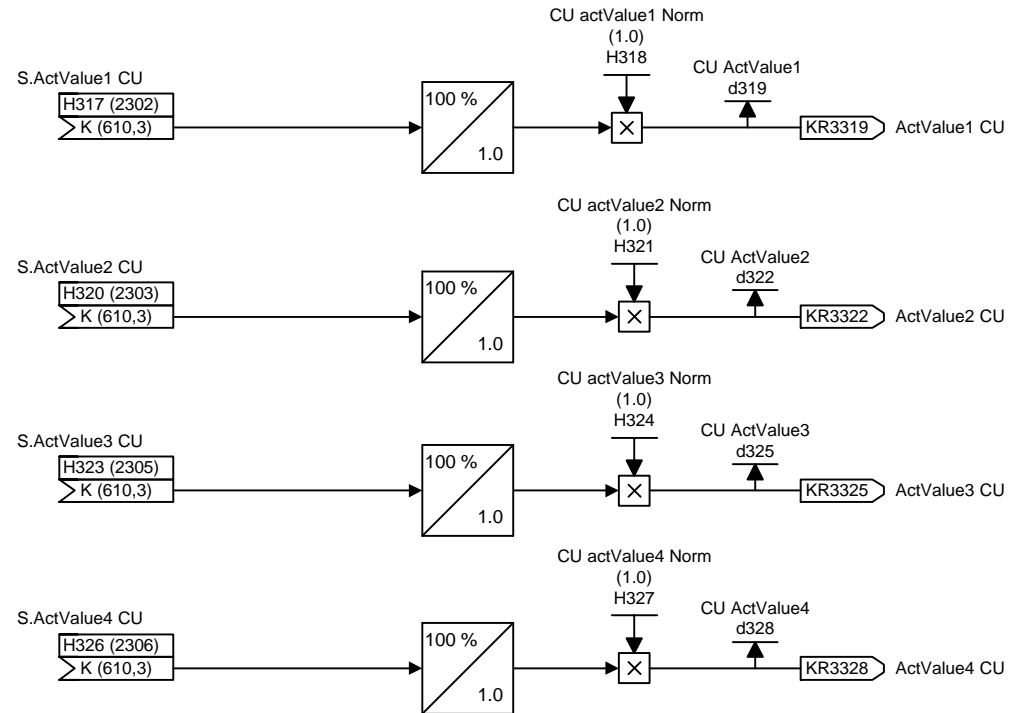 CU actValue1 Norm
(1.0)
H318
CU ActValue1
d319
S.ActValue1 CU
H317 (2302)
K (610,3)
100 %
1.0
KR3319
ActValue1 CU
CU actValue2 Norm
(1.0)
H321
CU ActValue2
d322
S.ActValue2 CU
H320 (2303)
K (610,3)
100 %
1.0
KR3322
ActValue2 CU
CU actValue3 Norm
(1.0)
H324
CU ActValue3
d325
S.ActValue3 CU
H323 (2305)
K (610,3)
100 %
1.0
KR3325
ActValue3 CU
CU actValue4 Norm
(1.0)
H327
CU ActValue4
d328
S.ActValue4 CU
H326 (2306)
K (610,3)
100 %
1.0
KR3328
ActValue4 CU